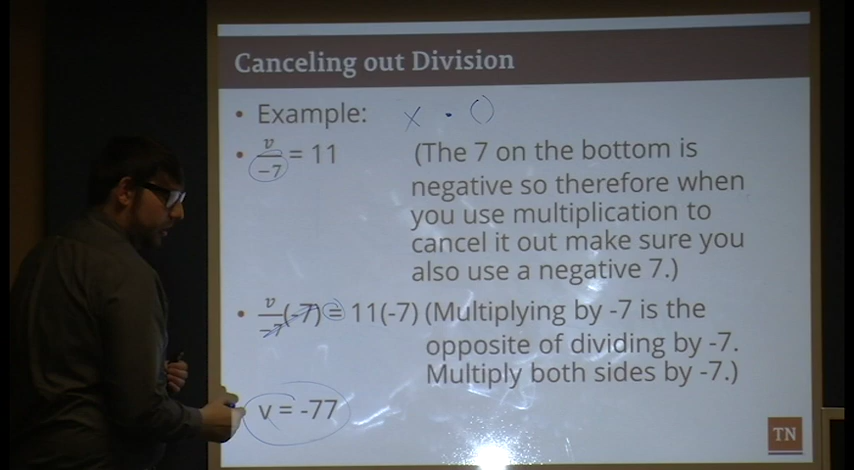 Canceling out Division
• Example: x · ()
• v/-7 = 11 (The 7 on the bottom is
negative so therefore when
you use multiplication to
cancel it out make sure you
also use a negative 7.)
• v/-7(-7) = 11(-7) (Multiplying by -7 is the
opposite of dividing by -7.
Multiply both sides by -7.)
v = -77
TN